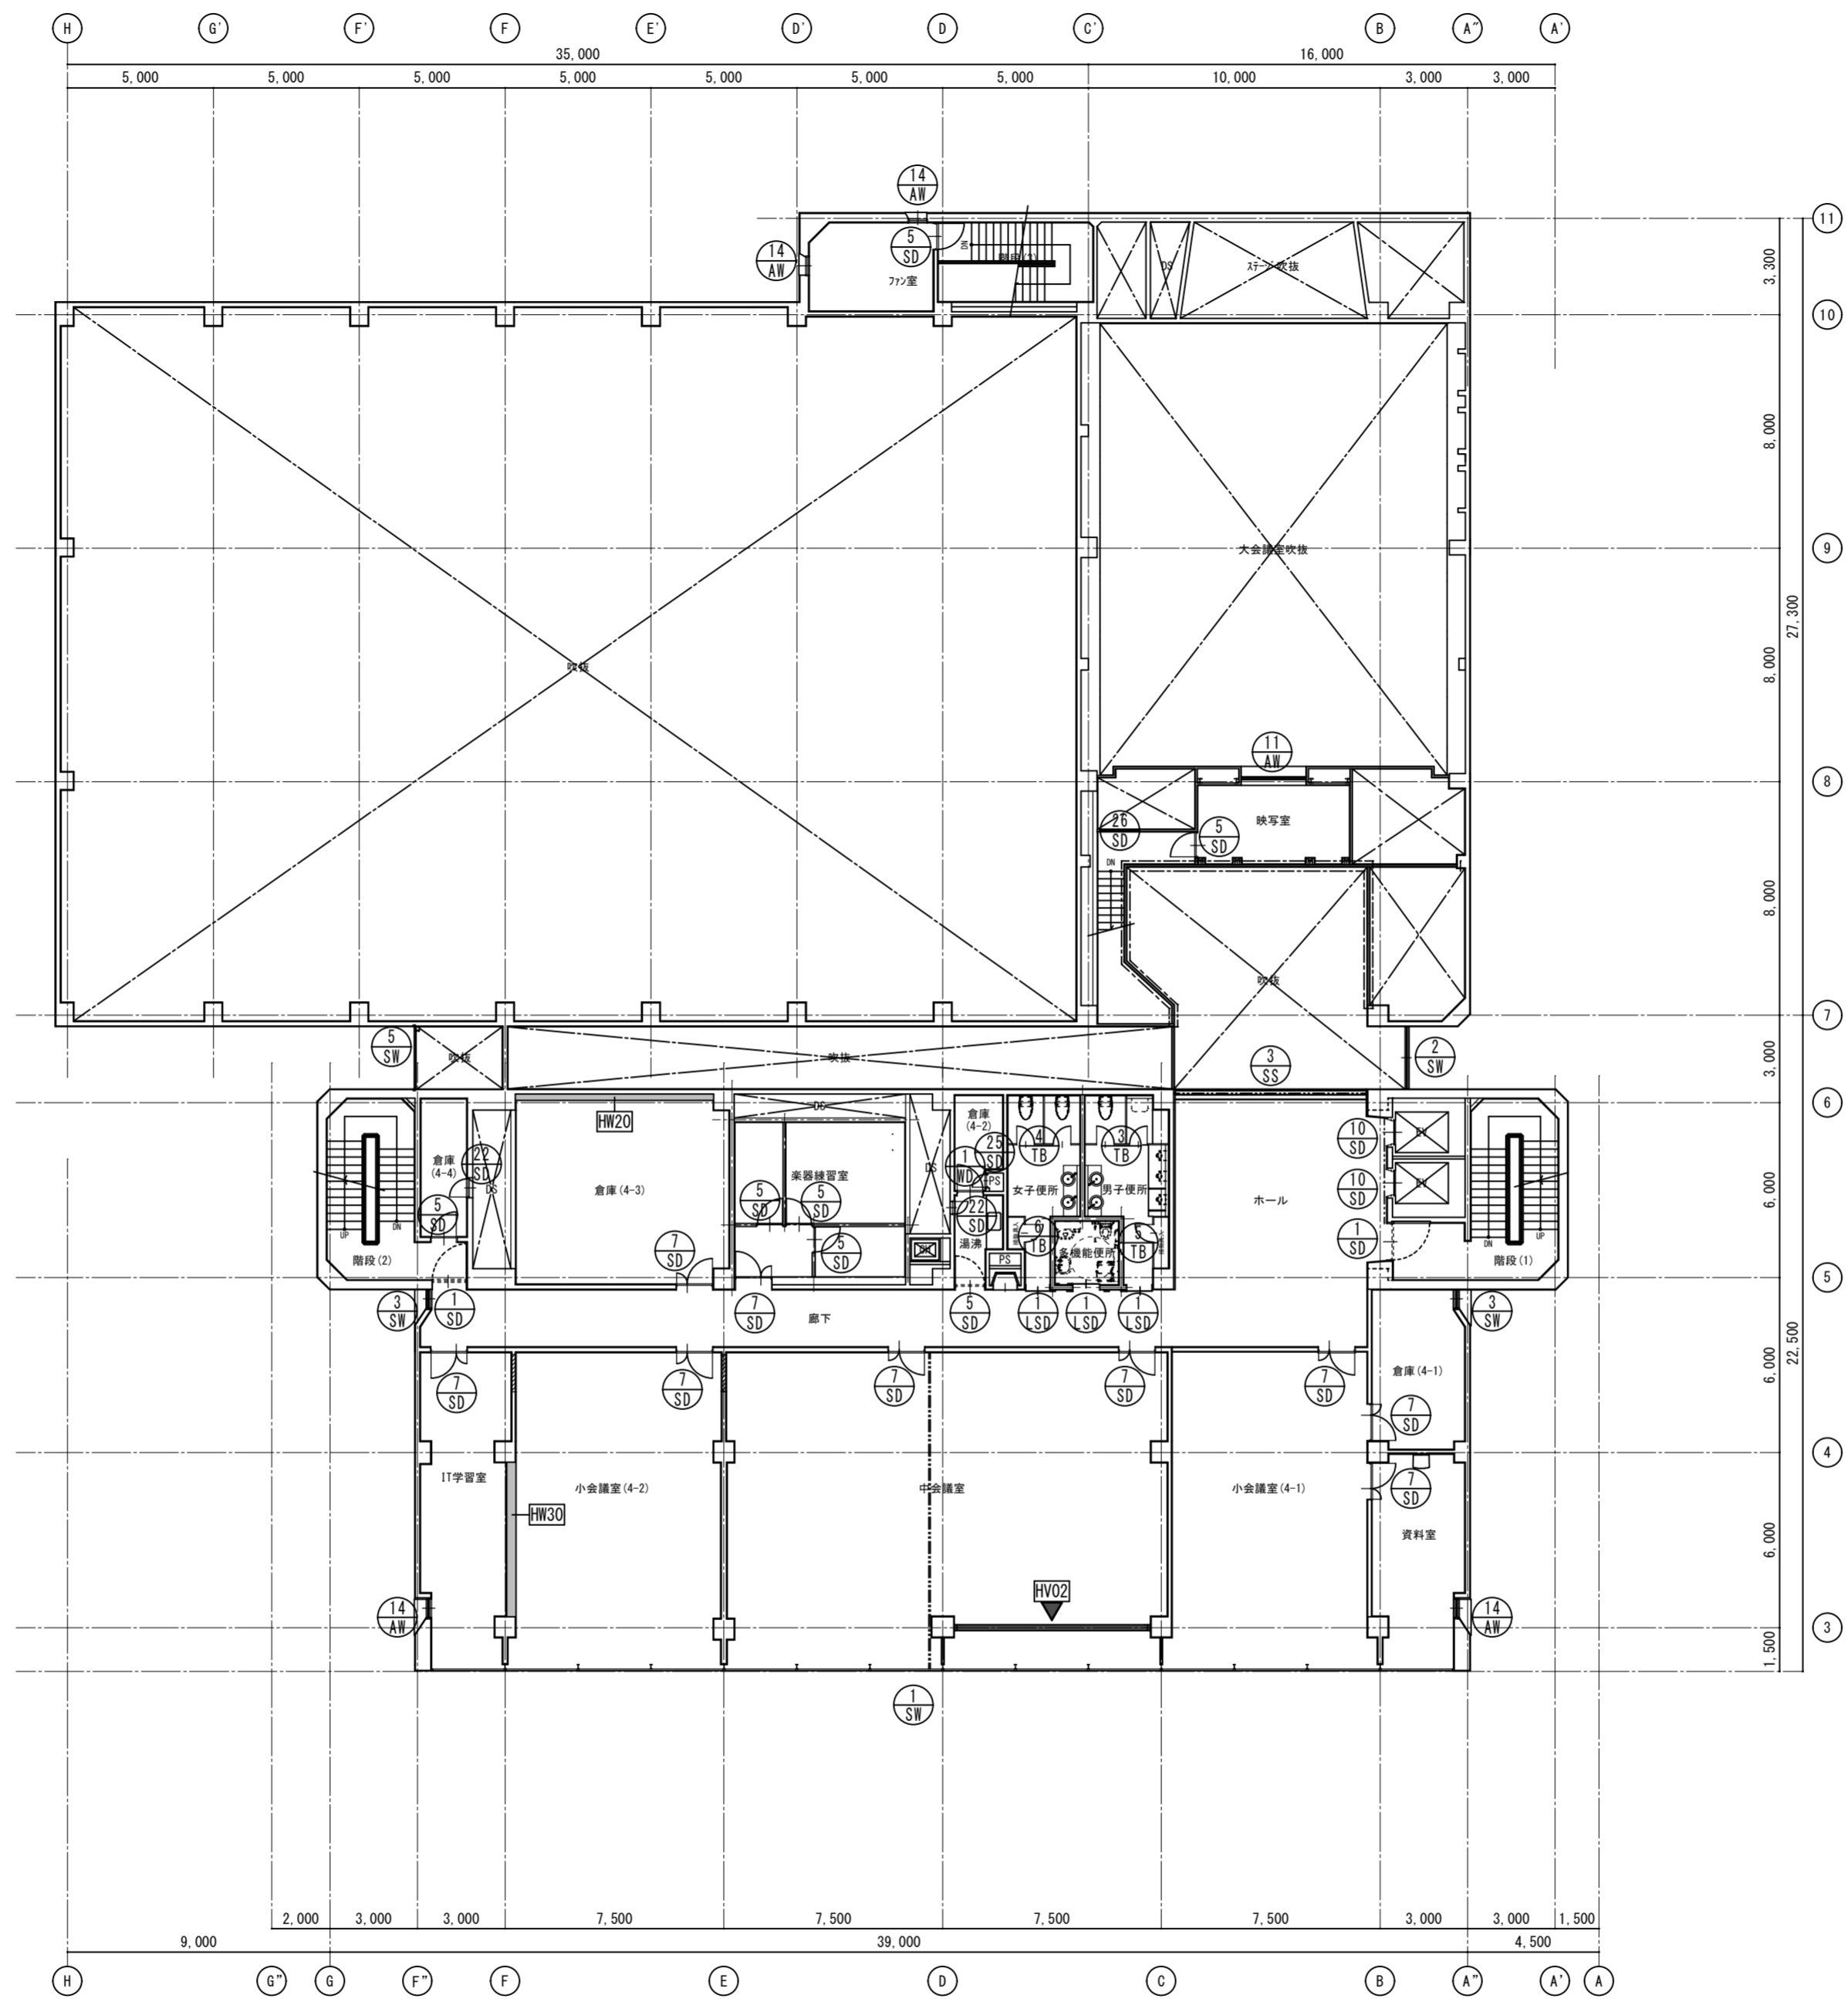 H G' F' F E' D' D C' B A" A'
35,000 16,000
5,000 5,000 5,000 5,000 5,000 5,000 5,000 10,000 3,000 3,000
14
AW
11
5
SD
DN
14
AW
階段(3)
ファン室
DS
ステージ吹抜
3,300
10
8,000
大会議室吹抜
9
27,300
吹抜
8,000
11
AW
8
26
SD
5
SD
映写室
DN
8,000
吹抜
7
5
SW
吹抜
吹抜
3
SS
2
SW
3,000
6
HW20
DS
倉庫
(4-2)
4
TB
3
TB
10
SD
EV
25
SD
1
WD
倉庫
(4-4)
22
SD
DS
倉庫(4-3)
楽器練習室
DS
PS
女子便所
男子便所
ホール
10
SD
EV
6,000
5
SD
5
SD
5
SD
22
SD
湯沸
6
TB
5
TB
1
SD
UP
DN
階段(2)
7
SD
5
SD
PS
多機能便所
DN
UP
階段(1)
5
3
SW
1
SD
7
SD
廊下
5
SD
1
LSD
1
LSD
1
LSD
3
SW
22,500
7
SD
7
SD
7
SD
7
SD
7
SD
倉庫(4-1)
6,000
7
SD
4
IT学習室
小会議室(4-2)
中会議室
小会議室(4-1)
7
SD
HW30
資料室
6,000
HV02
14
AW
14
AW
3
1,500
1
SW
2,000 3,000 3,000 7,500 7,500 7,500 7,500 3,000 3,000 1,500
9,000 39,000 4,500
H G" G F" F E D C B A" A' A